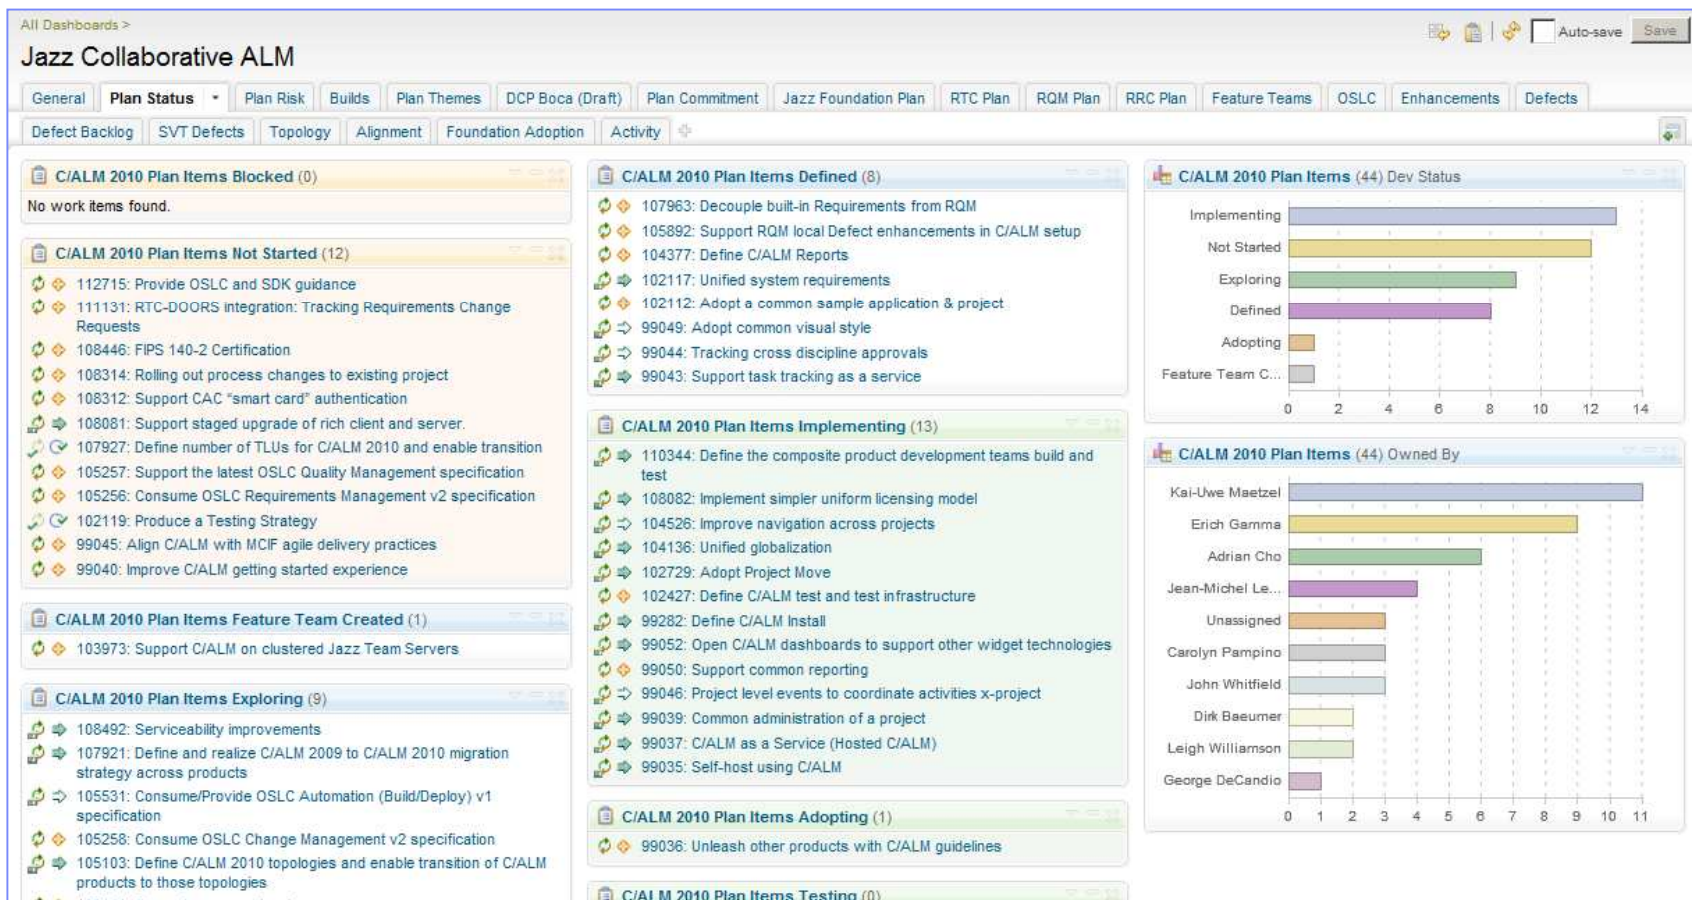 All Dashboards >
Jazz Collaborative ALM
Auto-save
Save
General
Plan Status
Plan Risk
Builds
Plan Themes
DCP Boca (Draft)
Plan Commitment
Jazz Foundation Plan
RTC Plan
RQM Plan
RRC Plan
Feature Teams
OSLC
Enhancements
Defects
Defect Backlog
SVT Defects
Topology
Alignment
Foundation Adoption
Activity
C/ALM 2010 Plan Items Blocked (0)
No work items found.
C/ALM 2010 Plan Items Not Started (12)
112715: Provide OSLC and SDK guidance
111131: RTC-DOORS integration: Tracking Requirements Change
Requests
108446: FIPS 140-2 Certification
108314: Rolling out process changes to existing project
108312: Support CAC “smart card” authentication
108081: Support staged upgrade of rich client and server.
107927: Define number of TLUs for C/ALM 2010 and enable transition
105257: Support the latest OSLC Quality Management specification
105256: Consume OSLC Requirements Management v2 specification
102119: Produce a Testing Strategy
99045: Align C/ALM with MCIF agile delivery practices
99040: Improve C/ALM getting started experience
C/ALM 2010 Plan Items Feature Team Created (1)
103973: Support C/ALM on clustered Jazz Team Servers
C/ALM 2010 Plan Items Exploring (9)
108492: Serviceability improvements
107921: Define and realize C/ALM 2009 to C/ALM 2010 migration
strategy across products
105531: Consume/Provide OSLC Automation (Build/Deploy) v1
specification
105258: Consume OSLC Change Management v2 specification
105103: Define C/ALM 2010 topologies and enable transition of C/ALM
products to those topologies
C/ALM 2010 Plan Items Defined (8)
107963: Decouple built-in Requirements from RQM
105892: Support RQM local Defect enhancements in C/ALM setup
104377: Define C/ALM Reports
102117: Unified system requirements
102112: Adopt a common sample application & project
99049: Adopt common visual style
99044: Tracking cross discipline approvals
99043: Support task tracking as a service
C/ALM 2010 Plan Items Implementing (13)
110344: Define the composite product development teams build and
test
108082: Implement simpler uniform licensing model
104526: Improve navigation across projects
104136: Unified globalization
102729: Adopt Project Move
102427: Define C/ALM test and test infrastructure
99282: Define C/ALM Install
99052: Open C/ALM dashboards to support other widget technologies
99050: Support common reporting
99046: Project level events to coordinate activities x-project
99039: Common administration of a project
99037: C/ALM as a Service (Hosted C/ALM)
99035: Self-host using C/ALM
C/ALM 2010 Plan Items Adopting (1)
99036: Unleash other products with C/ALM guidelines
C/ALM 2010 Plan Items Testing (0)
C/ALM 2010 Plan Items (44) Dev Status
Implementing
Not Started
Exploring
Defined
Adopting
Feature Team C...
0 2 4 6 8 10 12 14
C/ALM 2010 Plan Items (44) Owned By
Kai-Uwe Maetzel
Erich Gamma
Adrian Cho
Jean-Michel Le...
Unassigned
Carolyn Pampino
John Whitfield
Dirk Baeumer
Leigh Williamson
George DeCandio
0 1 2 3 4 5 6 7 8 9 10 11